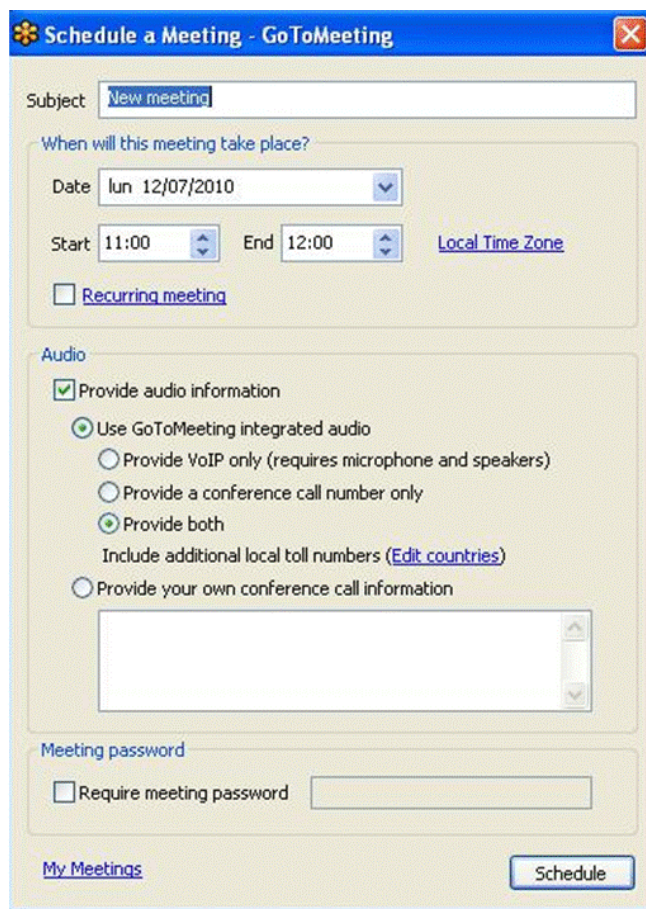 Schedule a Meeting - GoToMeeting
Subject New meeting
When will this meeting take place?
Date lun 12/07/2010
Start 11:00 End 12:00 Local Time Zone
Recurring meeting
Audio
Provide audio information
Use GoToMeeting integrated audio
Provide VoIP only (requires microphone and speakers)
Provide a conference call number only
Provide both
Include additional local toll numbers (Edit countries)
Provide your own conference call information
Meeting password
Require meeting password
My Meetings Schedule